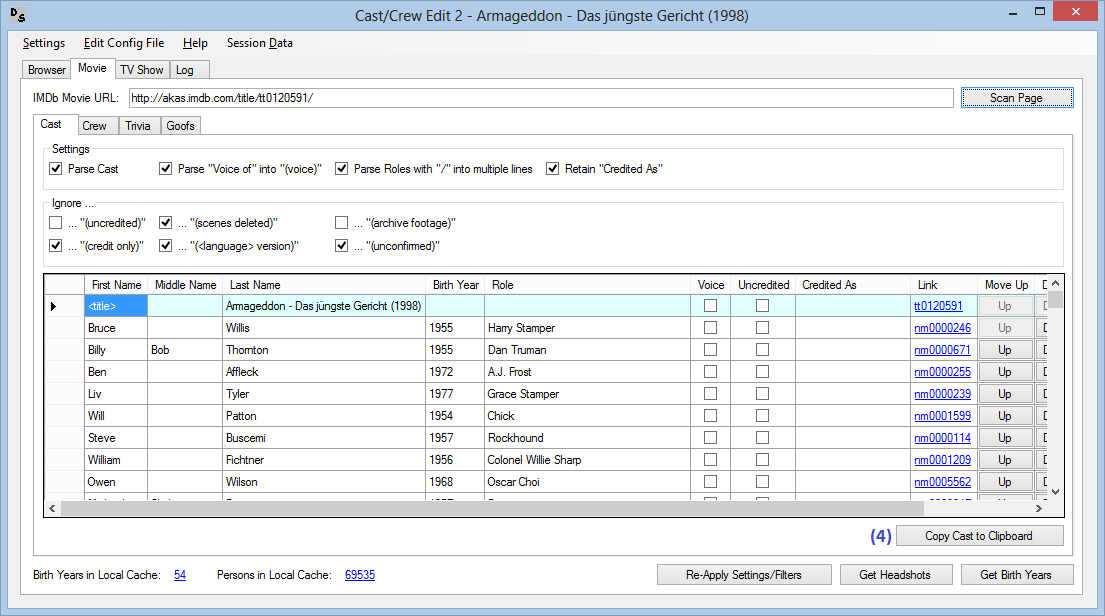 Ds Cast/Crew Edit 2 - Armageddon - Das jüngste Gericht (1998)
Settings Edit Config File Help Session Data
Browser Movie TV Show Log
IMDb Movie URL: http://akas.imdb.com/title/tt0120591/ Scan Page
Cast Crew Trivia Goofs
Settings
Parse Cast Parse "Voice of" into "(voice)" Parse Roles with "/" into multiple lines Retain "Credited As"
Ignore ...
... "(uncredited)" ... "(scenes deleted)" ... "(archive footage)"
... "(credit only)" ... "(<language> version)" ... "(unconfirmed)"
First Name Middle Name Last Name Birth Year Role Voice Uncredited Credited As Link Move Up
<title> Armageddon - Das jüngste Gericht (1998) tt0120591 Up
Bruce Willis 1955 Harry Stamper nm0000246 Up
Billy Bob Thornton 1955 Dan Truman nm0000671 Up
Ben Affleck 1972 A.J. Frost nm0000255 Up
Liv Tyler 1977 Grace Stamper nm0000239 Up
Will Patton 1954 Chick nm0001599 Up
Steve Buscemi 1957 Rockhound nm0000114 Up
William Fichtner 1956 Colonel Willie Sharp nm0001209 Up
Owen Wilson 1968 Oscar Choi nm0005562 Up
(4) Copy Cast to Clipboard
Birth Years in Local Cache: 54 Persons in Local Cache: 69535 Re-Apply Settings/Filters Get Headshots Get Birth Years